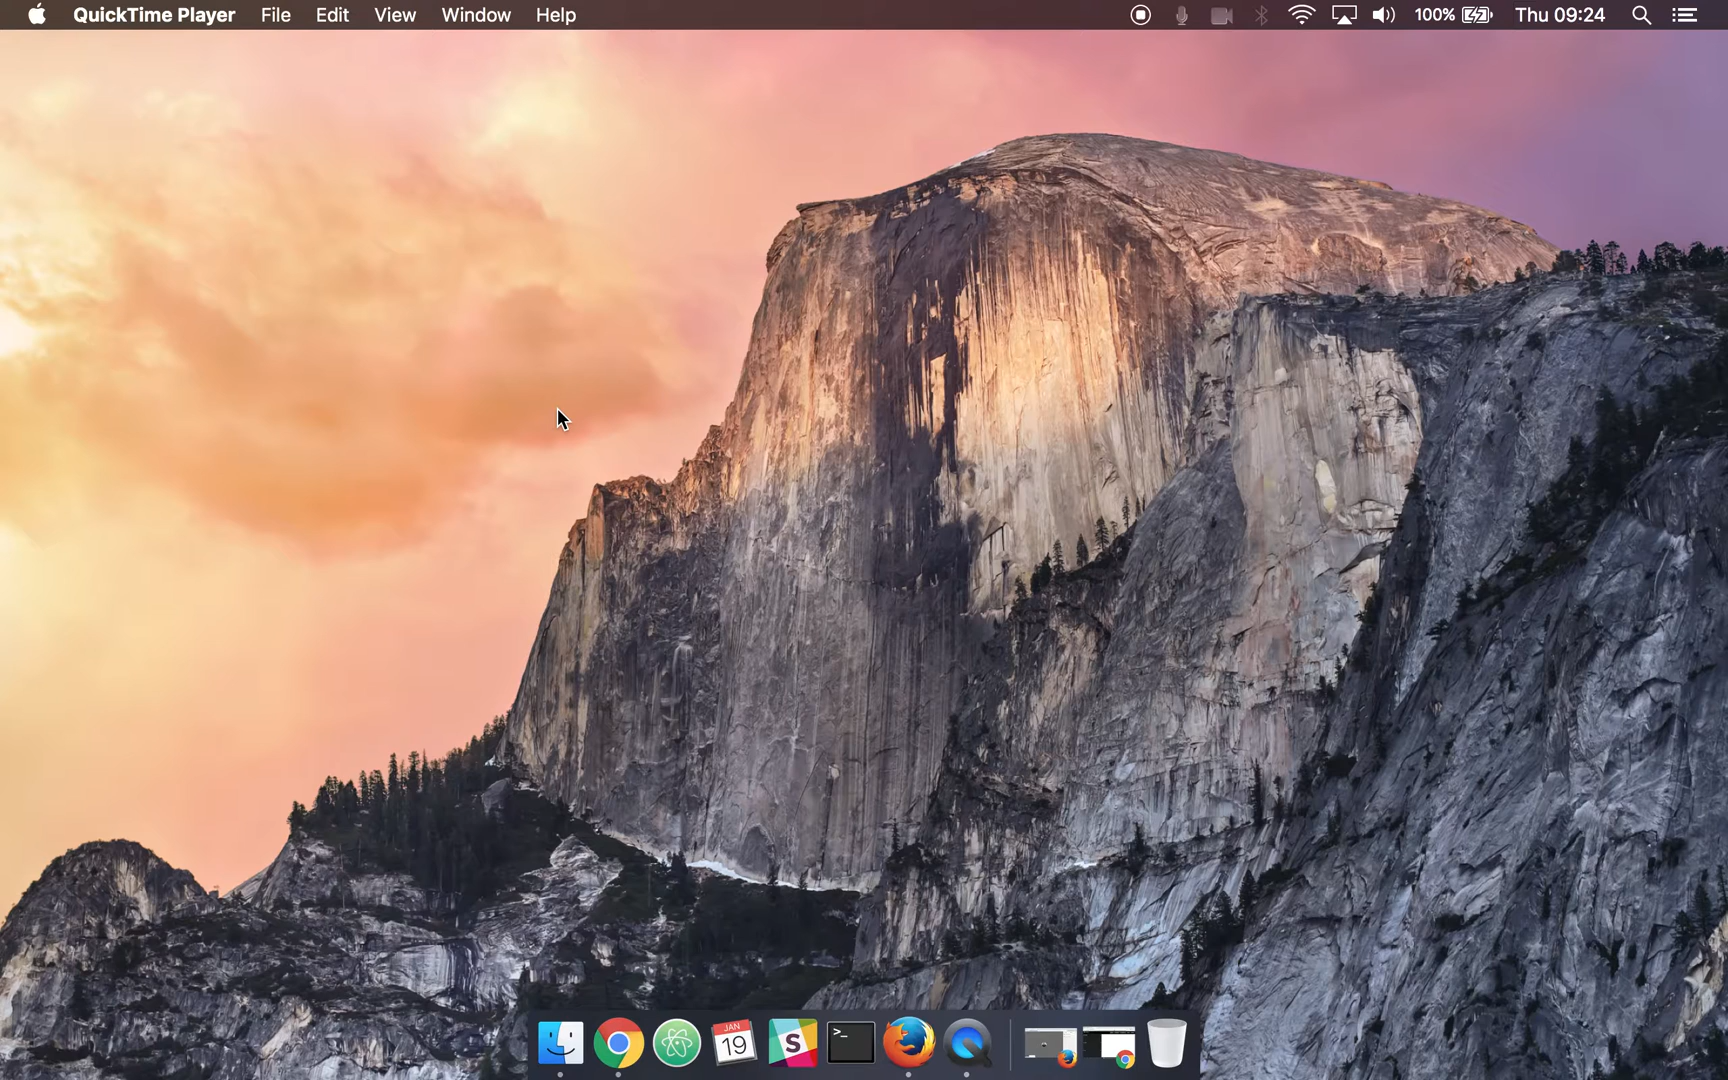 QuickTime Player File Edit View Window Help 100% Thu 09:24
JAN
19
S
>_